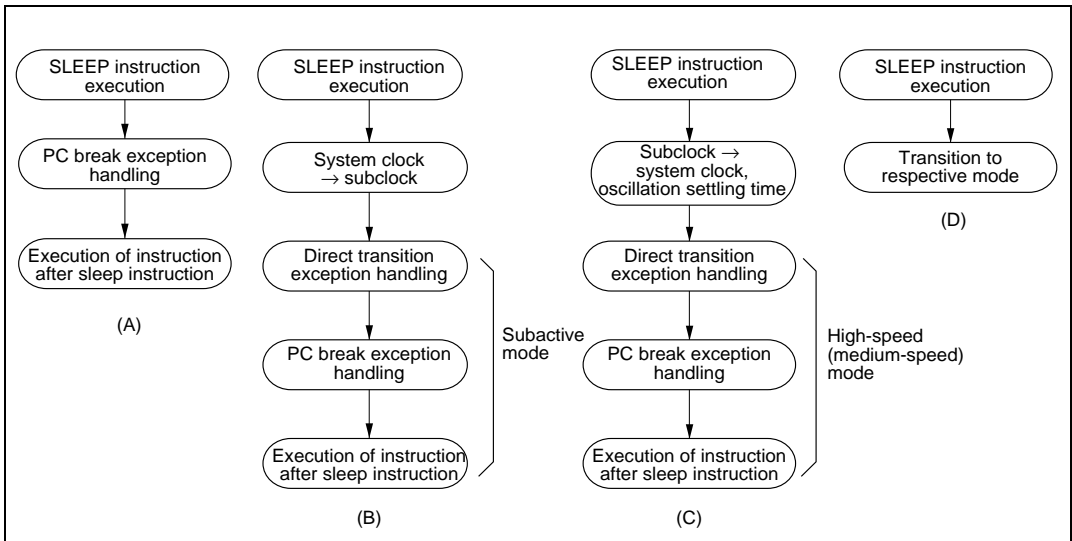 SLEEP instruction
execution
PC break exception
handling
Execution of instruction
after sleep instruction
(A)
SLEEP instruction
execution
System clock
→ subclock
Direct transition
exception handling
PC break exception
handling
Execution of instruction
after sleep instruction
Subactive
mode
(B)
SLEEP instruction
execution
Subclock →
system clock,
oscillation settling time
Direct transition
exception handling
PC break exception
handling
Execution of instruction
after sleep instruction
High-speed
(medium-speed)
mode
(C)
SLEEP instruction
execution
Transition to
respective mode
(D)